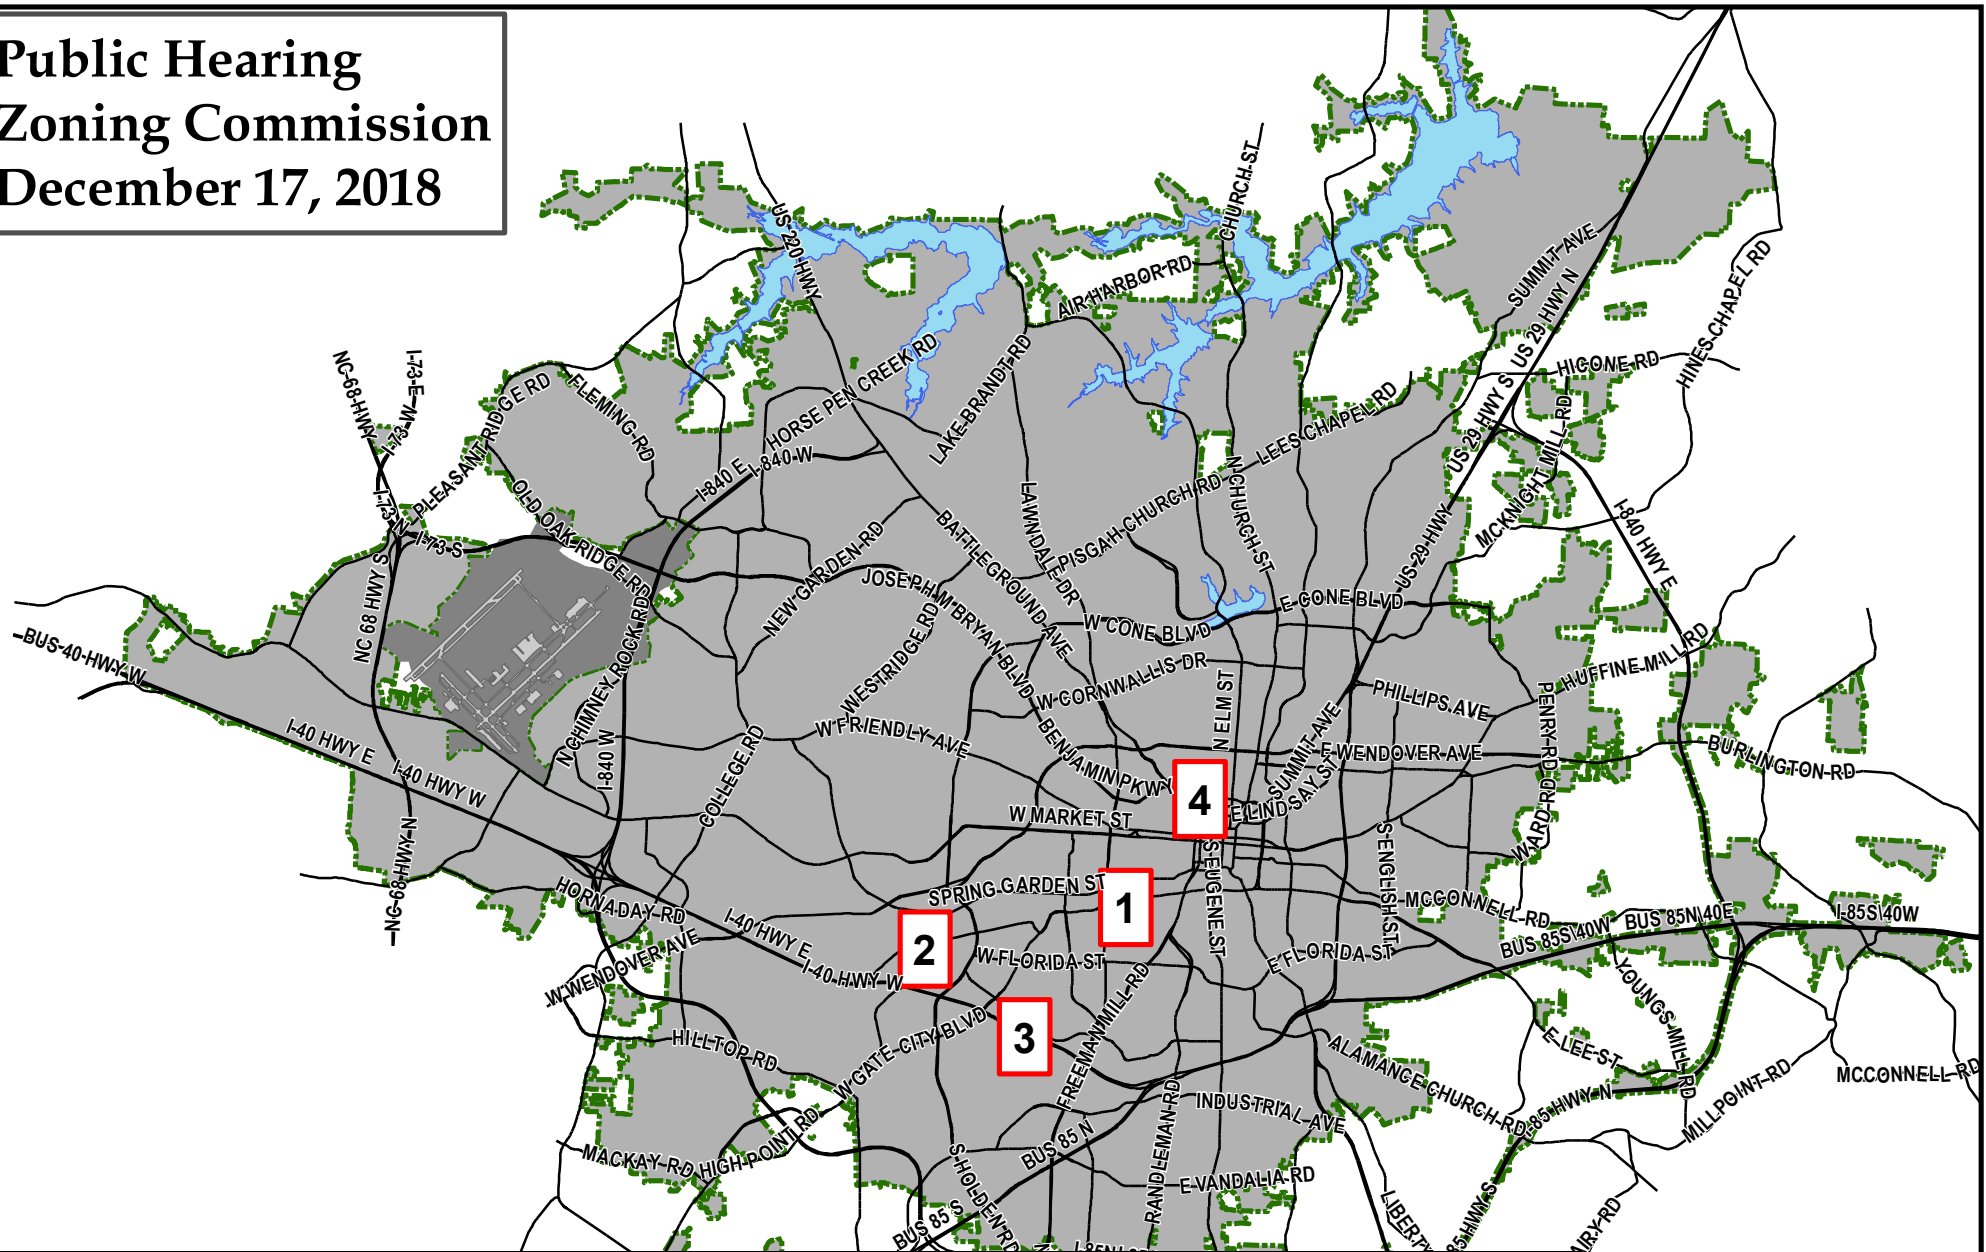 Public Hearing
Zoning Commission
December 17, 2018
CHURCH ST
US 220 HWY
AIR HARBOR RD
SUMMIT AVE
US 29 HWY N
HINES CHAPEL RD
NC 68 HWY
I-73 E
I-73 W
PLEASANT RIDGE RD
FLEMING RD
HORSE PEN CREEK RD
LAKE BRANDT RD
LEES CHAPEL RD
US 29 HWY S
HICONE RD
MCKNIGHT MILL RD
I-840 E
I-840 W
I-73 N
I-73 S
OLD OAK RIDGE RD
NEW GARDEN RD
BATTLEGROUND AVE
LAWNDALE DR
PISGAH CHURCH RD
N CHURCH ST
US 29 HWY
I-840 HWY E
NC 68 HWY S
N CHIMNEY ROCK RD
JOSEPH M BRYAN BLVD
WESTRIDGE RD
W CONE BLVD
E CONE BLVD
BUS 40 HWY W
W CORNWALLIS DR
N ELM ST
PHILLIPS AVE
PENRY RD
HUFFINE MILL RD
I-40 HWY E
I-40 HWY W
I-840 W
COLLEGE RD
W FRIENDLY AVE
BENJAMIN PKWY
SUMMIT AVE
E WENDOVER AVE
BURLINGTON RD
4
E LINDSAY ST
W MARKET ST
WARD RD
NC 68 HWY N
HORNADAY RD
SPRING GARDEN ST
1
S EUGENE ST
S ENGLISH ST
MCCONNELL RD
BUS 85S\40W
BUS 85N\40E
I-85S\40W
I-40 HWY E
I-40 HWY W
2
W WENDOVER AVE
W FLORIDA ST
E FLORIDA ST
3
FREEMAN MILL RD
YOUNGS MILL RD
HILLTOP RD
W GATE CITY BLVD
E LEE ST
ALAMANCE CHURCH RD
I-85 HWY N
MILLPOINT RD
MCCONNELL RD
INDUSTRIAL AVE
MACKAY RD
HIGH POINT RD
BUS 85 N
S HOLDEN RD
RANDLEMAN RD
E VANDALIA RD
BUS 85 S
LIBERTY
85 HWY S
AIRY RD